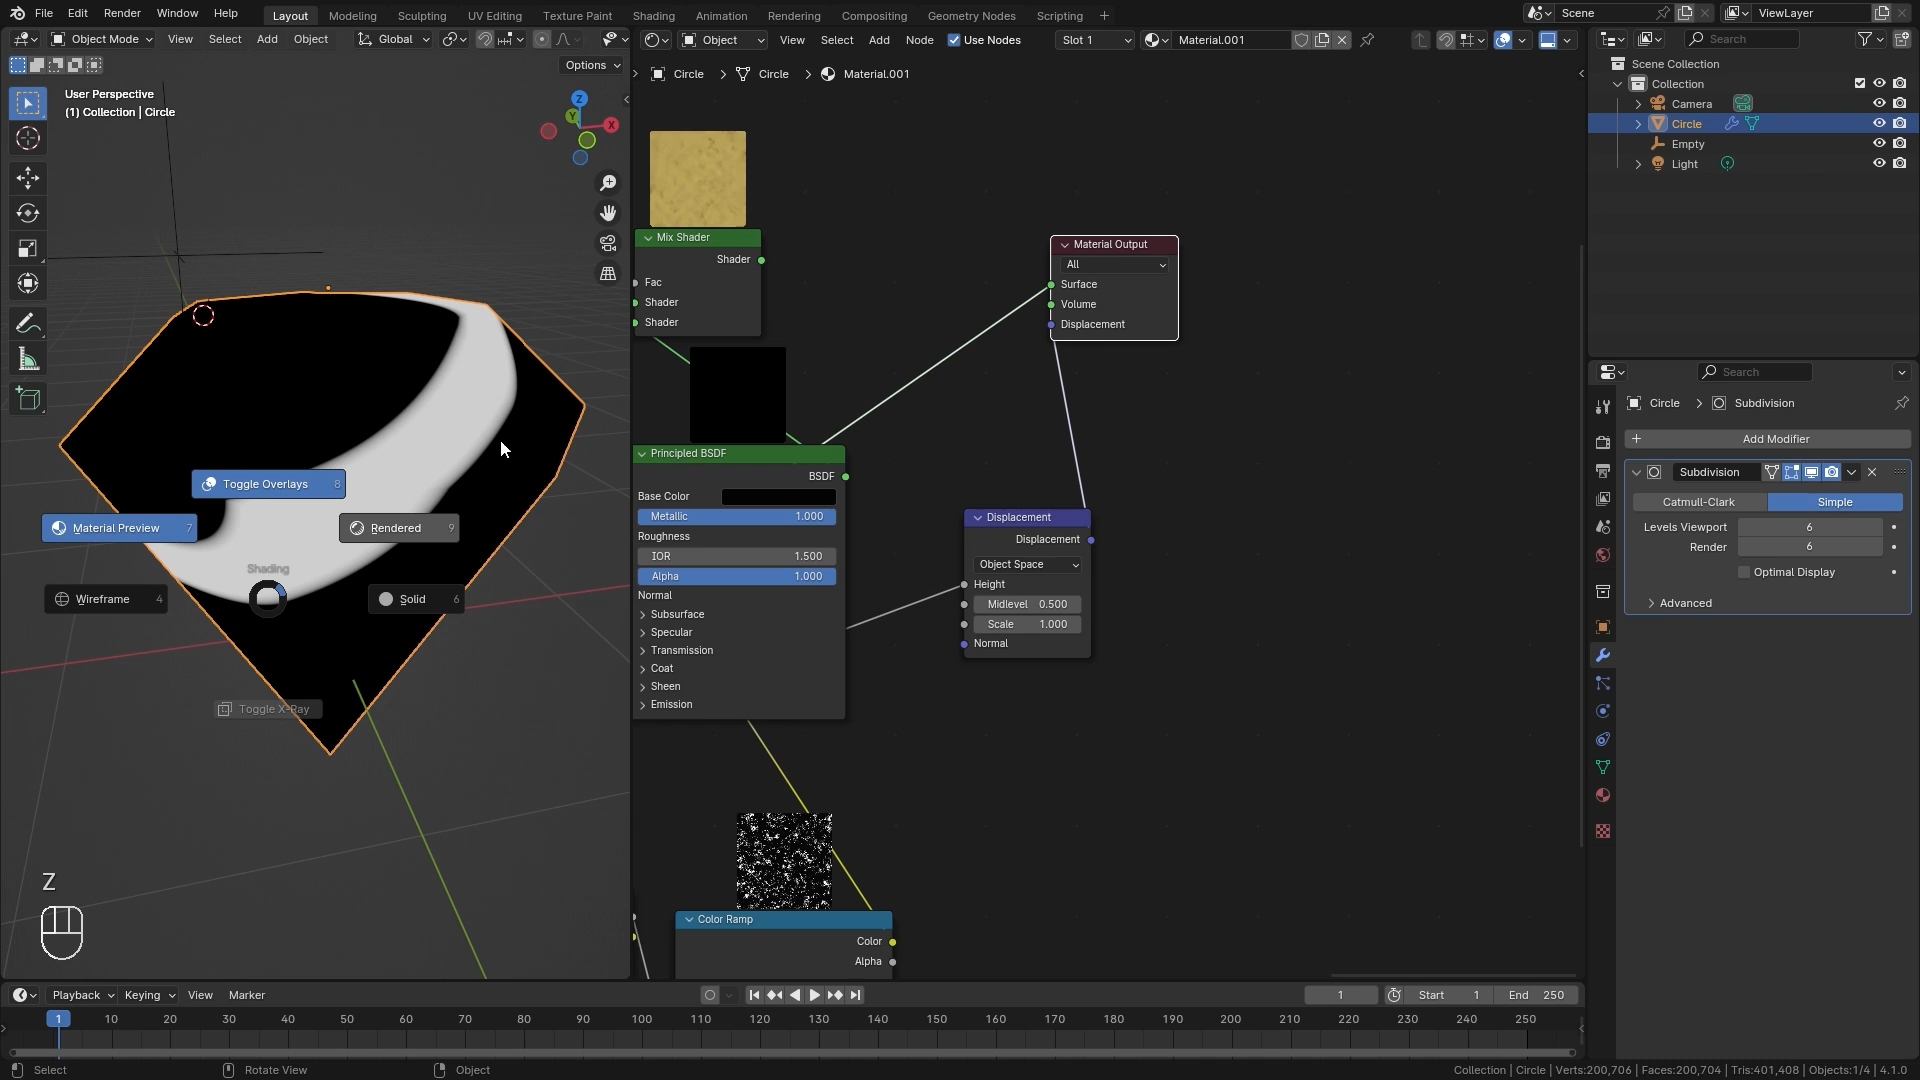 File Edit Render Window Help Layout Modeling Sculpting UV Editing Texture Paint Shading Animation Rendering Compositing Geometry Nodes Scripting + Scene ViewLayer
Object Mode View Select Add Object Global Object View Select Add Node Use Nodes Slot 1 Material.001 Search
Options
Circle > Circle > Material.001
User Perspective
(1) Collection | Circle
Z
Y
X
Scene Collection
Collection
Camera
Circle
Empty
Light
Mix Shader
Shader
Fac
Shader
Shader
Material Output
All
Surface
Volume
Displacement
Principled BSDF
BSDF
Base Color
Metallic 1.000
Roughness
IOR 1.500
Alpha 1.000
Normal
Subsurface
Specular
Transmission
Coat
Sheen
Emission
Displacement
Displacement
Object Space
Height
Midlevel 0.500
Scale 1.000
Normal
Color Ramp
Color
Alpha
Toggle Overlays 8
Material Preview 7
Rendered 9
Shading
Wireframe 4
Solid 6
Toggle X-Ray
Z
Search
Circle > Subdivision
Add Modifier
Subdivision
Catmull-Clark Simple
Levels Viewport 6
Render 6
Optimal Display
Advanced
Playback Keying View Marker 1 Start 1 End 250
1 10 20 30 40 50 60 70 80 90 100 110 120 130 140 150 160 170 180 190 200 210 220 230 240 250
Select Rotate View Object Collection | Circle | Verts:200,706 | Faces:200,704 | Tris:401,408 | Objects:1/4 | 4.1.0